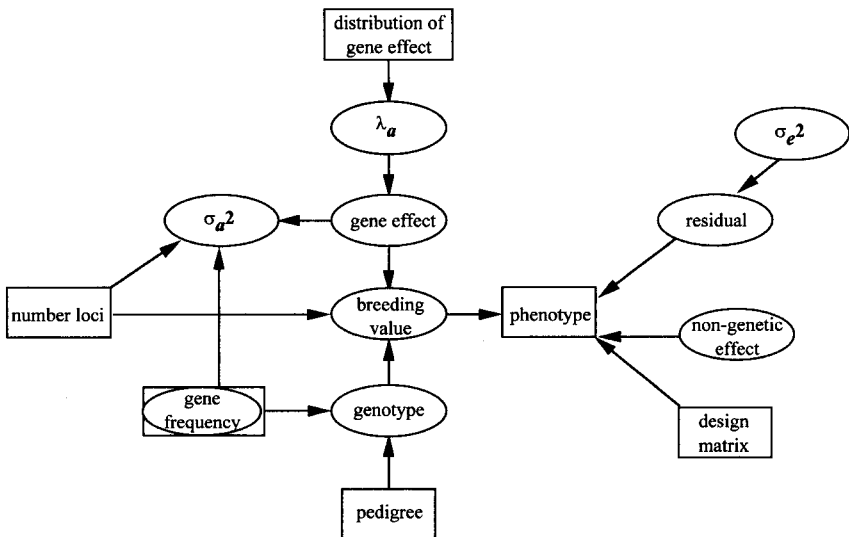 distribution of
gene effect
λa
σe2
σa2
gene effect
residual
number loci
breeding
value
phenotype
non-genetic
effect
gene
frequency
genotype
design
matrix
pedigree